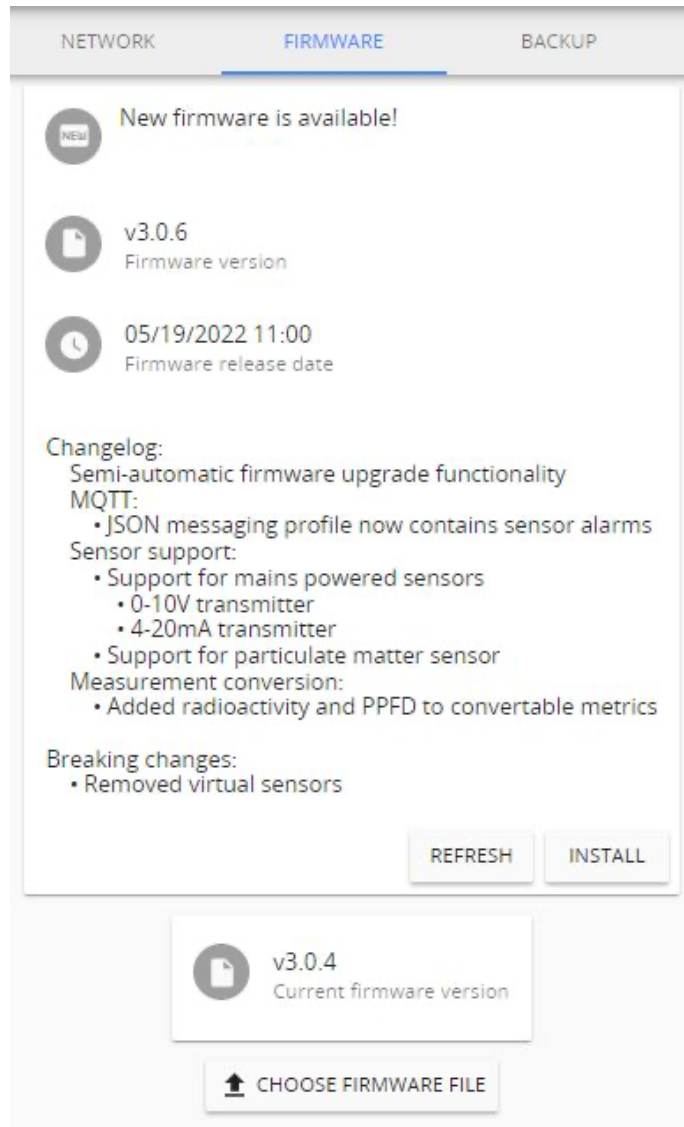 NETWORK FIRMWARE BACKUP
NEW
New firmware is available!
v3.0.6
Firmware version
05/19/2022 11:00
Firmware release date
Changelog:
Semi-automatic firmware upgrade functionality
MQTT:
• JSON messaging profile now contains sensor alarms
Sensor support:
• Support for mains powered sensors
• 0-10V transmitter
• 4-20mA transmitter
• Support for particulate matter sensor
Measurement conversion:
• Added radioactivity and PPFD to convertable metrics
Breaking changes:
• Removed virtual sensors
REFRESH INSTALL
v3.0.4
Current firmware version
CHOOSE FIRMWARE FILE